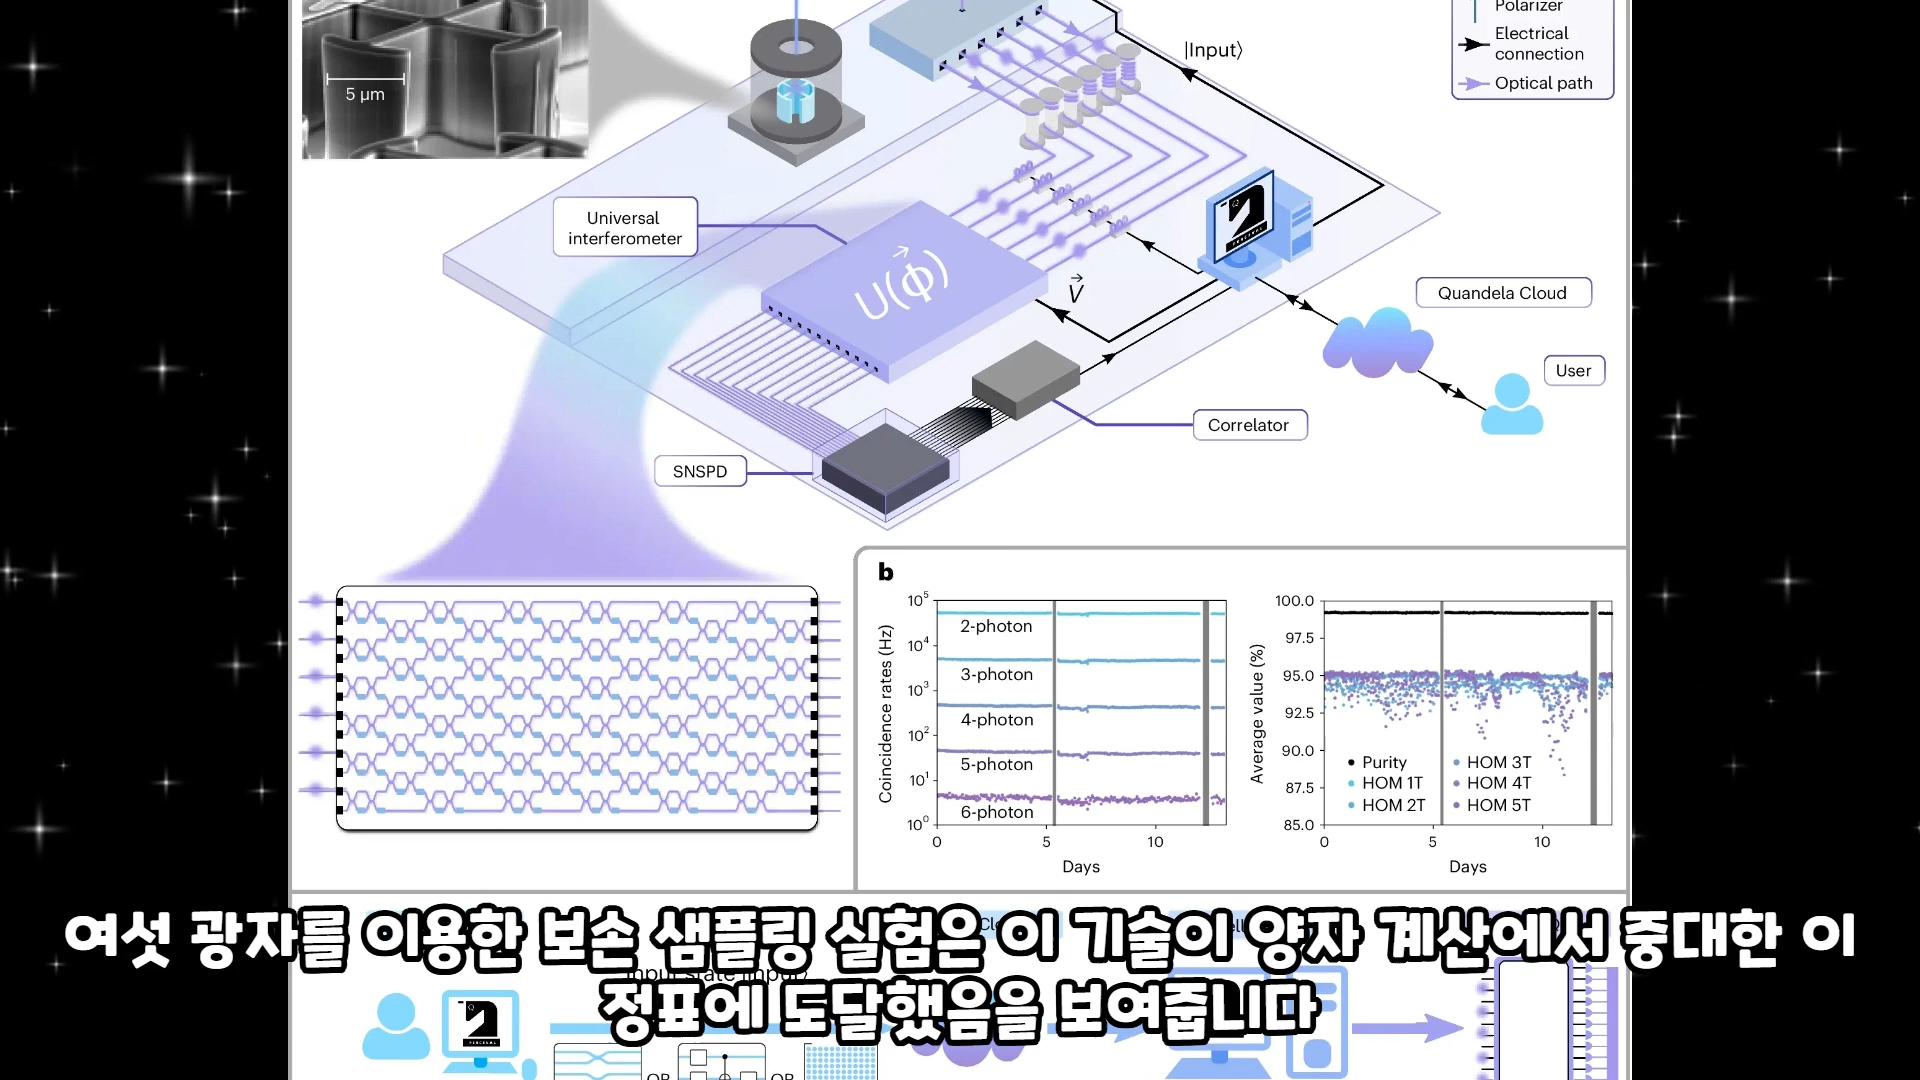 Polarizer
Electrical
connection
Optical path
5 µm
|Input⟩
Universal
interferometer
U(ϕ⃗)
V⃗
Quandela Cloud
User
Correlator
SNSPD
b
Coincidence rates (Hz)
10⁵
10⁴
10³
10²
10¹
10⁰
2-photon
3-photon
4-photon
5-photon
6-photon
0 5 10
Days
Average value (%)
100.0
97.5
95.0
92.5
90.0
87.5
85.0
Purity
HOM 1T
HOM 2T
HOM 3T
HOM 4T
HOM 5T
0 5 10
Days
여섯 광자를 이용한 보손 샘플링 실험은 이 기술이 양자 계산에서 중대한 이
정표에 도달했음을 보여줍니다
OR
OR